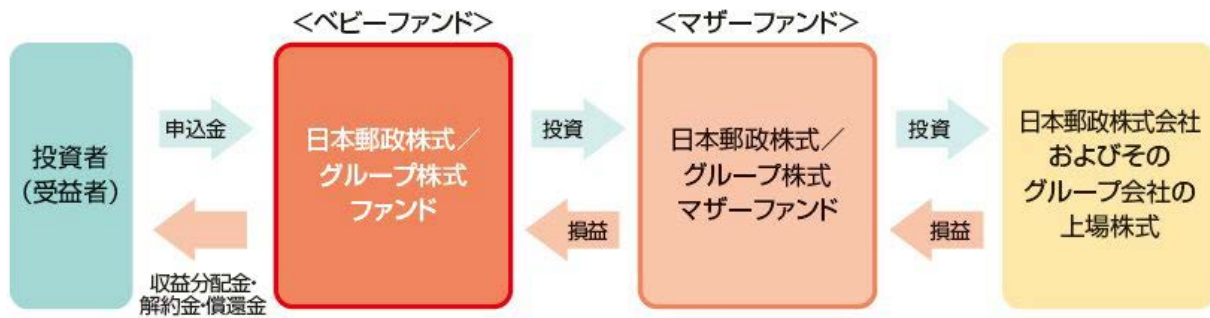 <ベビーファンド>
<マザーファンド>
投資者
(受益者)
申込金
収益分配金・
解約金・償還金
日本郵政株式／
グループ株式
ファンド
投資
損益
日本郵政株式／
グループ株式
マザーファンド
投資
損益
日本郵政株式会社
およびその
グループ会社の
上場株式